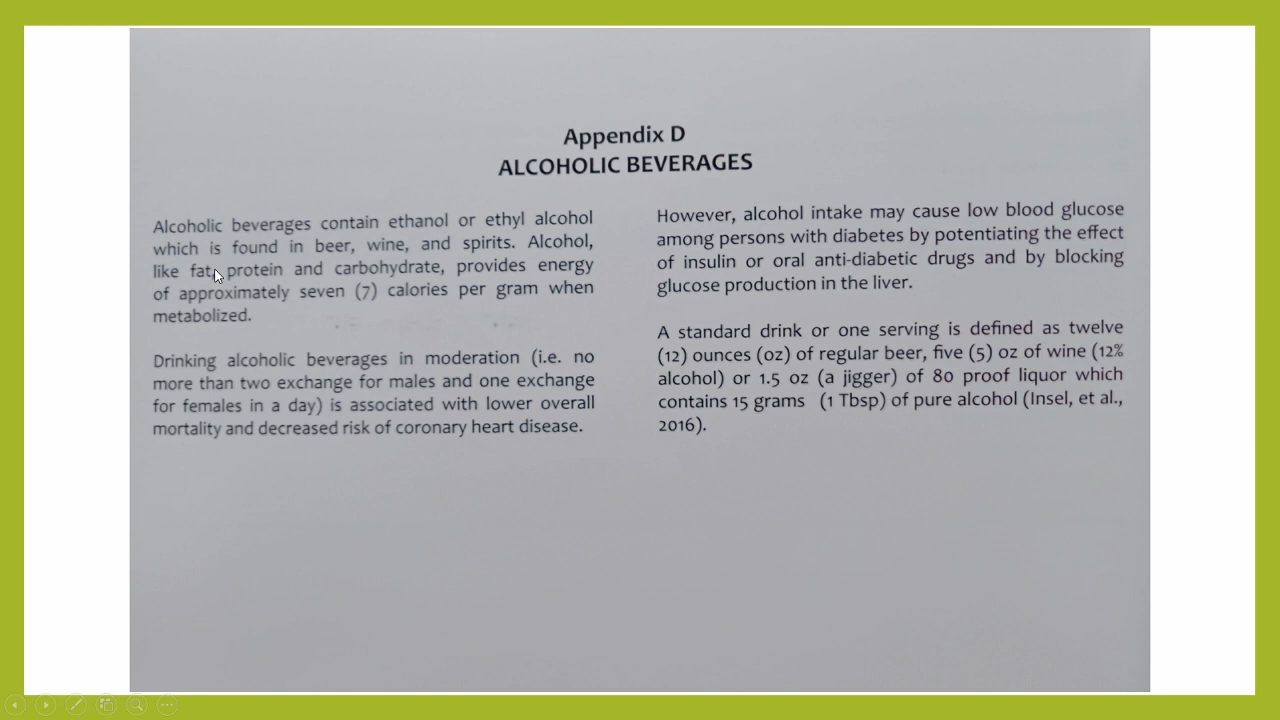 Appendix D
ALCOHOLIC BEVERAGES
Alcoholic beverages contain ethanol or ethyl alcohol
which is found in beer, wine, and spirits. Alcohol,
like fat, protein and carbohydrate, provides energy
of approximately seven (7) calories per gram when
metabolized.
Drinking alcoholic beverages in moderation (i.e. no
more than two exchange for males and one exchange
for females in a day) is associated with lower overall
mortality and decreased risk of coronary heart disease.
However, alcohol intake may cause low blood glucose
among persons with diabetes by potentiating the effect
of insulin or oral anti-diabetic drugs and by blocking
glucose production in the liver.
A standard drink or one serving is defined as twelve
(12) ounces (oz) of regular beer, five (5) oz of wine (12%
alcohol) or 1.5 oz (a jigger) of 80 proof liquor which
contains 15 grams (1 Tbsp) of pure alcohol (Insel, et al.,
2016).